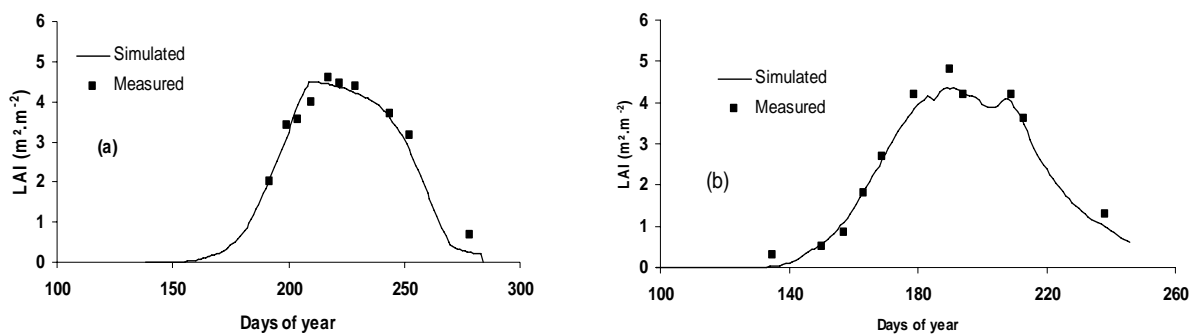 6
5
4
3
2
1
0
LAI (m².m⁻²)
Simulated
Measured
(a)
100
150
200
250
300
Days of year
6
5
4
3
2
1
0
LAI (m².m⁻²)
Simulated
Measured
(b)
100
140
180
220
260
Days of year